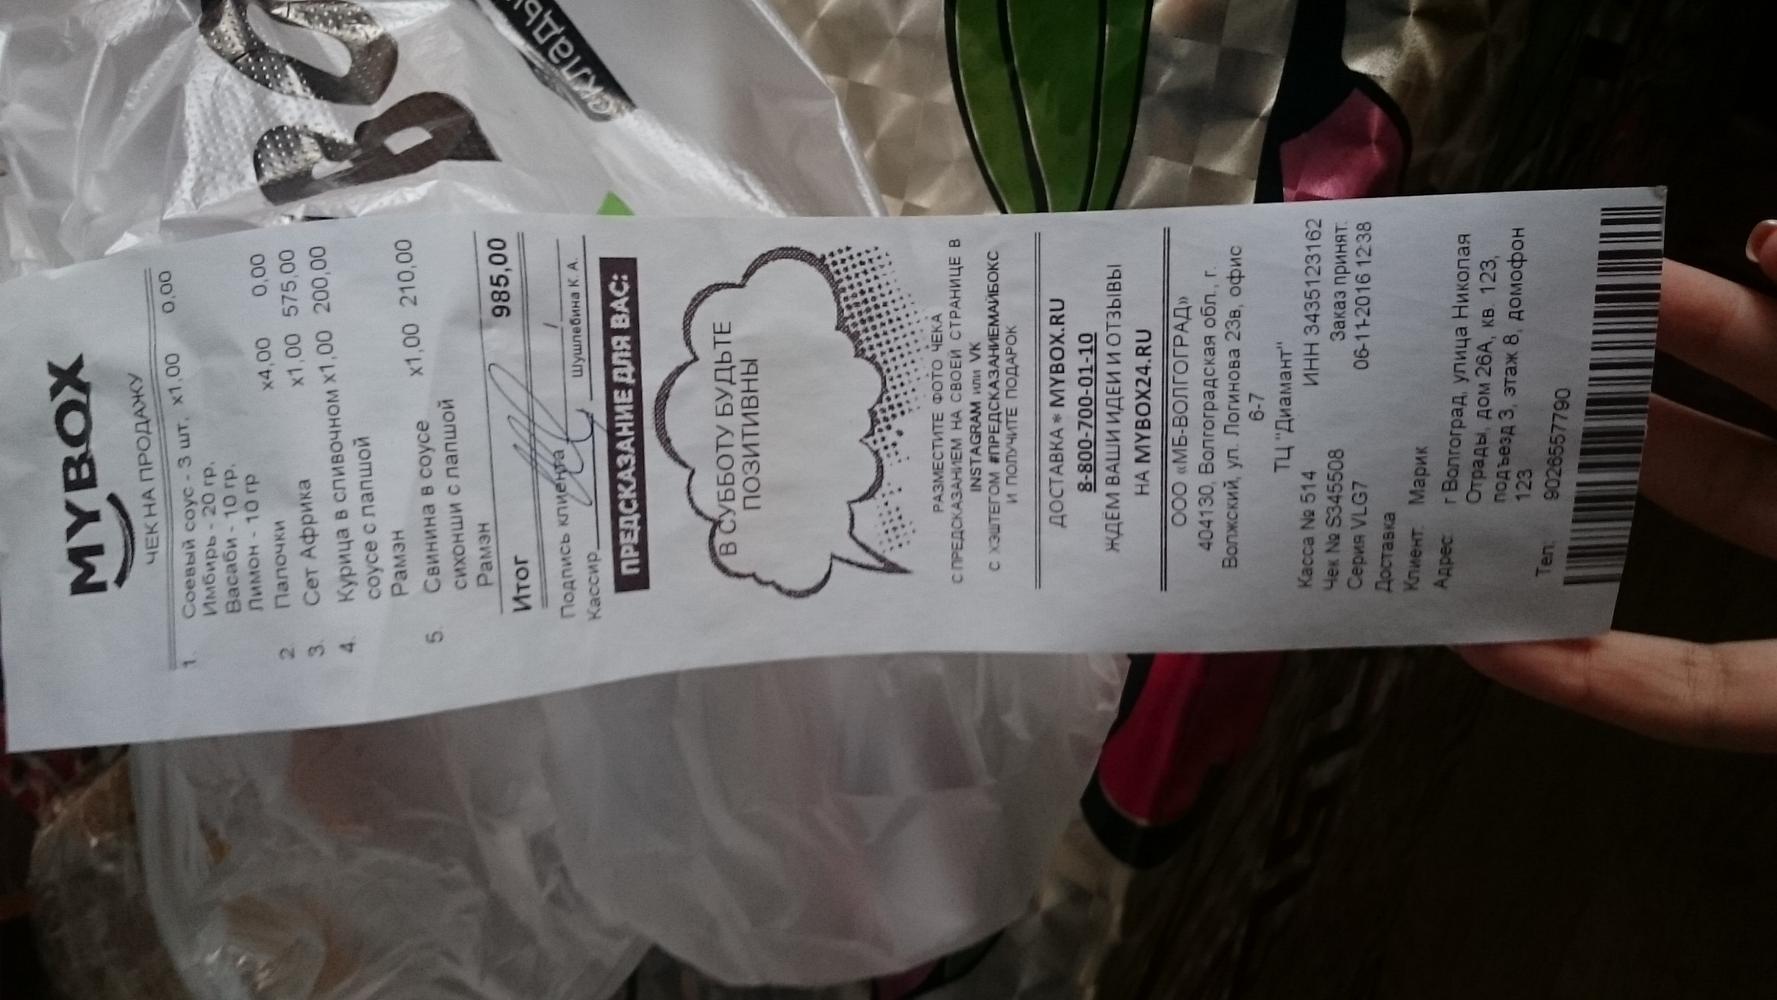 MYBOX
ЧЕК НА ПРОДАЖУ
1. Соевый соус - 3 шт, x1,00 0,00
Имбирь - 20 гр,
Васаби - 10 гр,
Лимон - 10 гр
2 Палочки x4,00 0,00
3. Сет Африка x1,00 575,00
4. Курица в сливочном x1,00 200,00
соусе с лапшой
Рамэн
5. Свинина в соусе x1,00 210,00
сихонши с лапшой
Рамэн
Итог 985,00
Подпись клиента
Кассир Шушлебина К. А.
ПРЕДСКАЗАНИЕ ДЛЯ ВАС:
В СУББОТУ БУДЬТЕ
ПОЗИТИВНЫ
РАЗМЕСТИТЕ ФОТО ЧЕКА
С ПРЕДСКАЗАНИЕМ НА СВОЕЙ СТРАНИЦЕ В
INSTAGRAM или VK
С ХЭШТЕГОМ #ПРЕДСКАЗАНИЕМАЙБОКС
И ПОЛУЧИТЕ ПОДАРОК
ДОСТАВКА * MYBOX.RU
8-800-700-01-10
ЖДЁМ ВАШИ ИДЕИ И ОТЗЫВЫ
НА MYBOX24.RU
ООО «МБ-ВОЛГОГРАД»
404130, Волгоградская обл., г.
Волжский, ул. Логинова 23в, офис
6-7
ТЦ "Диамант"
Касса № 514 ИНН 3435123162
Чек № S345508 Заказ принят:
Серия VLG7 06-11-2016 12:38
Доставка
Клиент: Марик
Адрес: г Волгоград, улица Николая
Отрады, дом 26А, кв. 123,
подъезд 3, этаж 8, домофон
123
Тел: 90265577​90